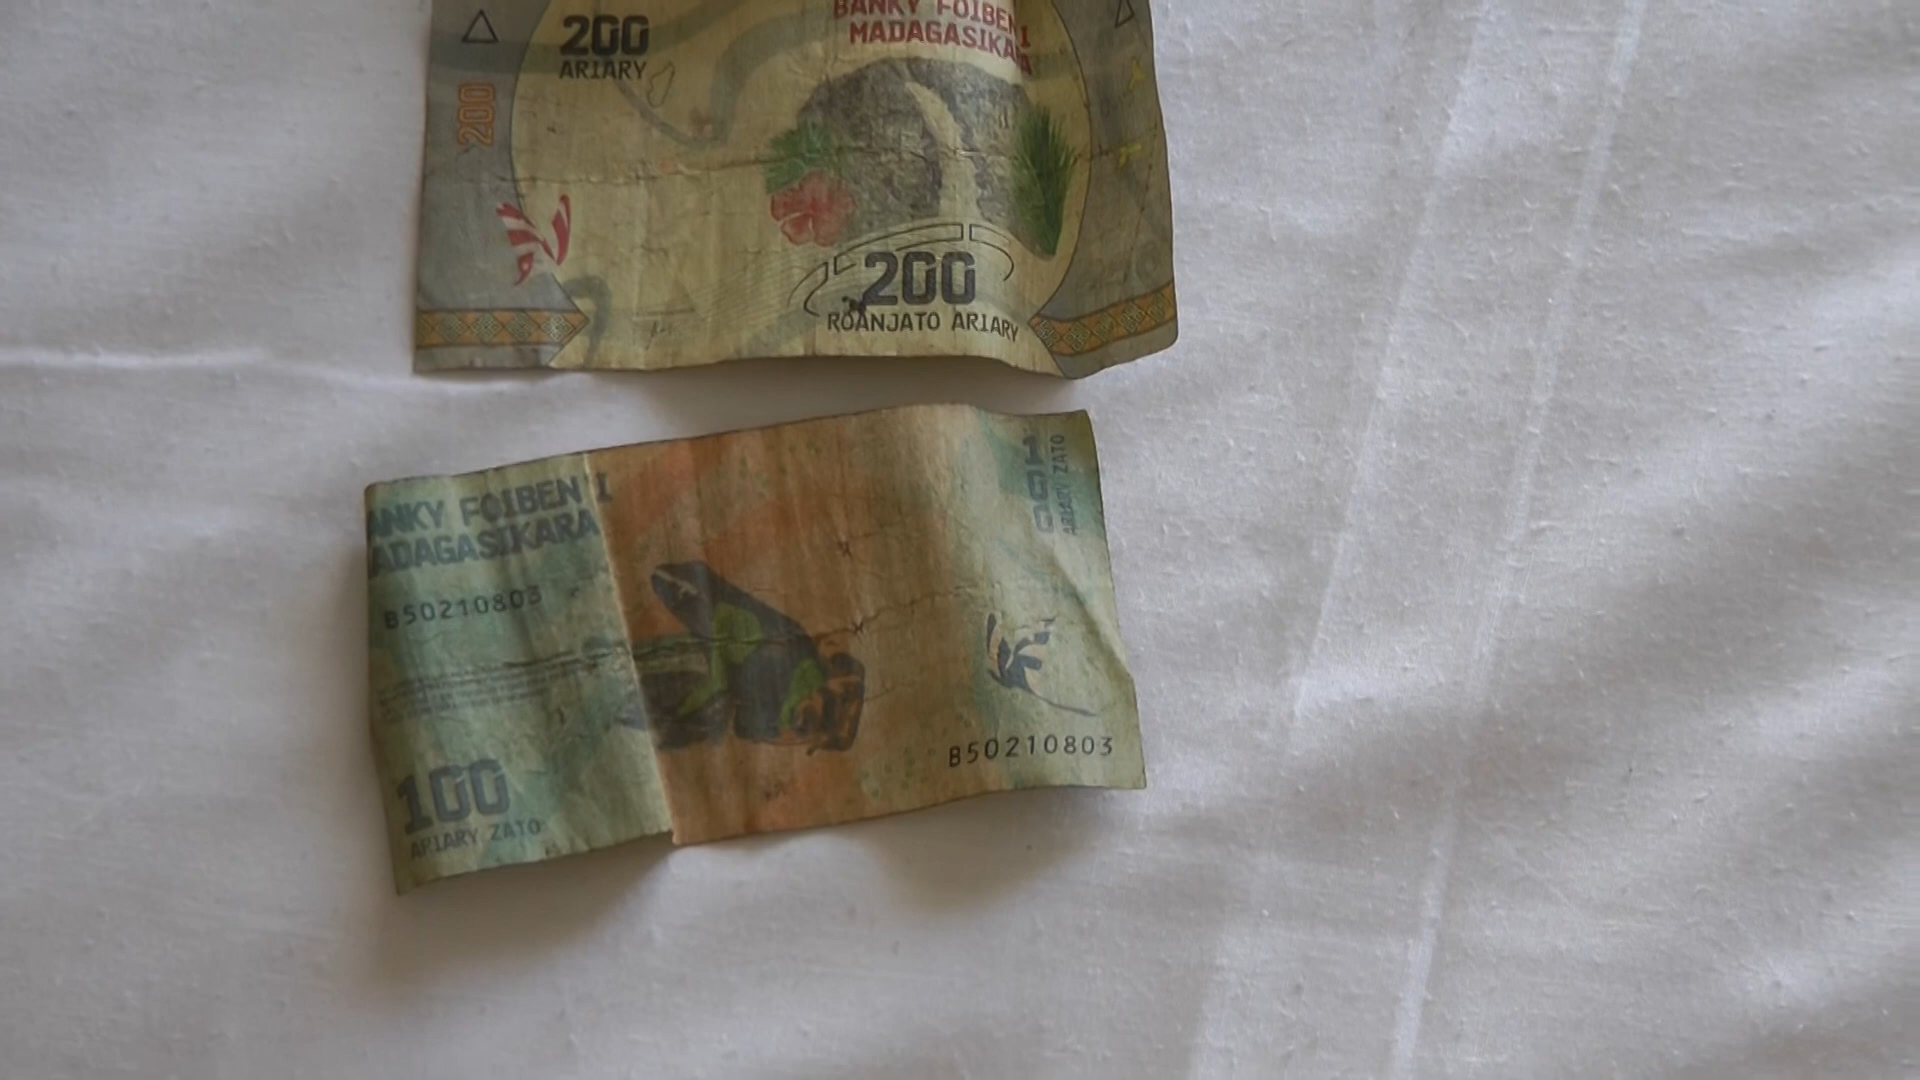 200
ARIARY
BANKY FOIBEN'I
MADAGASIKARA
200
200
ROANJATO ARIARY
ANKY FOIBEN'I
ADAGASIKARA
B50210803
100
ARIARY ZATO
100
ARIARY ZATO
B50210803